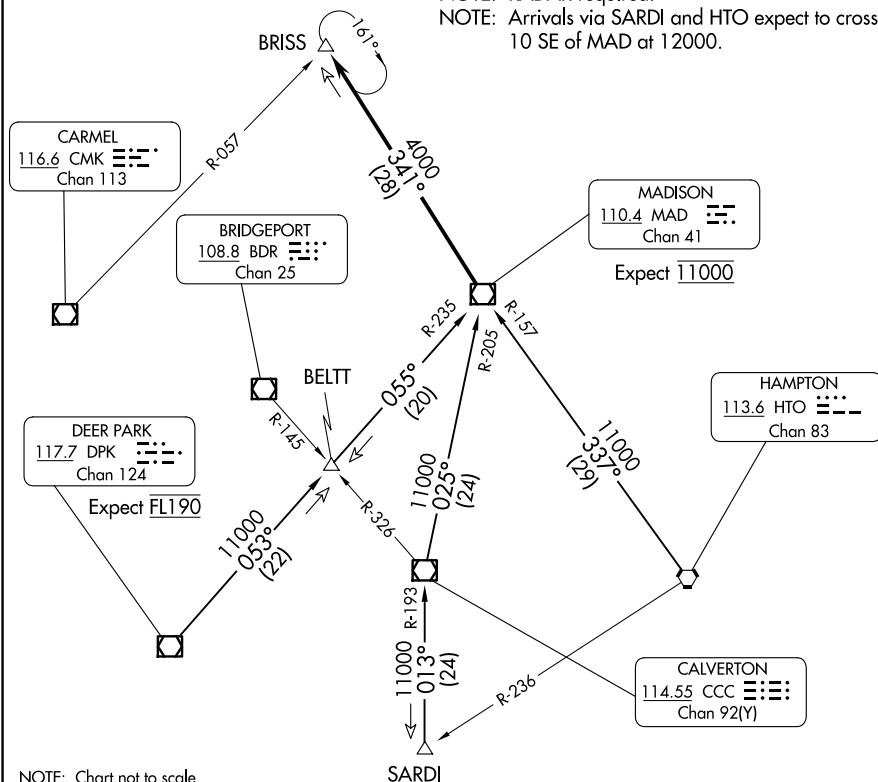 NOTE: RADAR required.
NOTE: Arrivals via SARDI and HTO expect to cross
10 SE of MAD at 12000.
BRISS
161°
CARMEL
116.6 CMK
Chan 113
R-057
4000
341°
(28)
BRIDGEPORT
108.8 BDR
Chan 25
MADISON
110.4 MAD
Chan 41
Expect 11000
R-235
R-205
R-157
BELTT
055°
(20)
R-145
HAMPTON
113.6 HTO
Chan 83
DEER PARK
117.7 DPK
Chan 124
Expect FL190
11000
053°
(22)
11000
025°
(24)
11000
337°
(29)
R-326
R-193
11000
013°
(24)
R-236
CALVERTON
114.55 CCC
Chan 92(Y)
SARDI
NOTE: Chart not to scale.